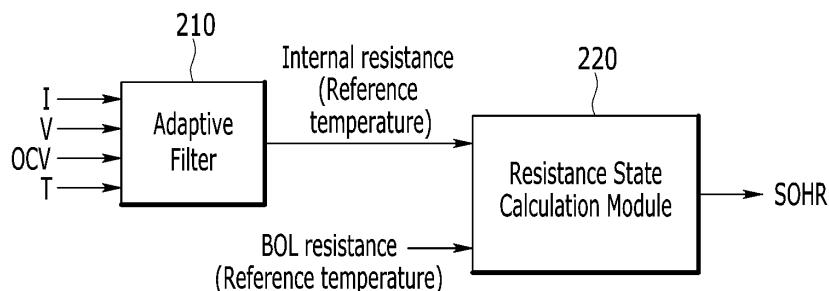 210
I
V
OCV
T
Adaptive
Filter
Internal resistance
(Reference
temperature)
220
Resistance State
Calculation Module
BOL resistance
(Reference temperature)
SOHR